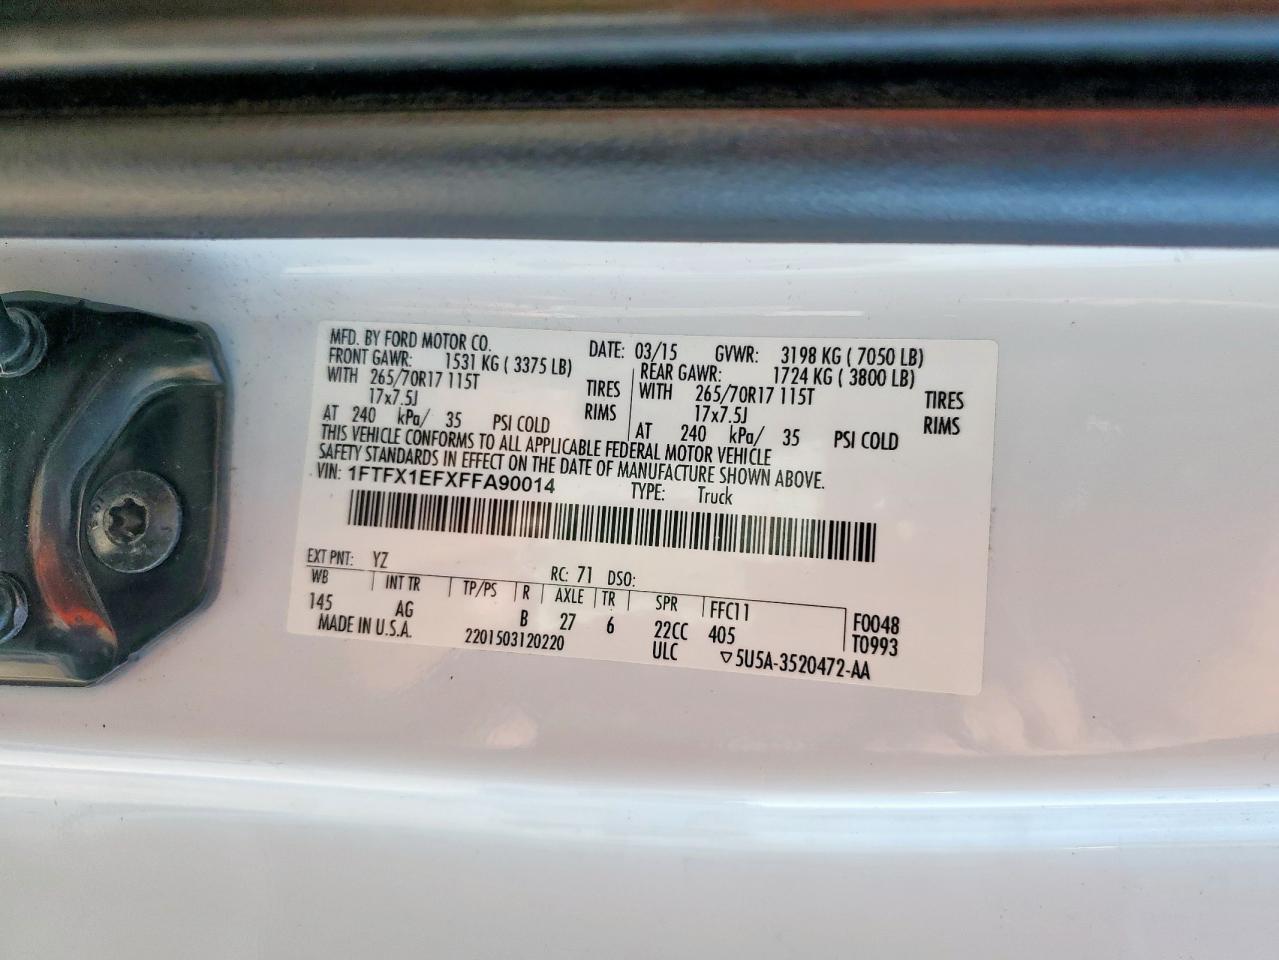 MFD. BY FORD MOTOR CO. DATE: 03/15 GVWR: 3198 KG ( 7050 LB)
FRONT GAWR: 1531 KG ( 3375 LB) REAR GAWR: 1724 KG ( 3800 LB)
WITH 265/70R17 115T TIRES WITH 265/70R17 115T TIRES
17x7.5J RIMS 17x7.5J RIMS
AT 240 kPa/ 35 PSI COLD AT 240 kPa/ 35 PSI COLD
THIS VEHICLE CONFORMS TO ALL APPLICABLE FEDERAL MOTOR VEHICLE
SAFETY STANDARDS IN EFFECT ON THE DATE OF MANUFACTURE SHOWN ABOVE.
VIN: 1FTFX1EFXFFA90014 TYPE: Truck
EXT PNT: YZ RC: 71 DSO:
WB INT TR TP/PS R AXLE TR SPR FFC11 F0048
145 AG B 27 6 22CC 405 T0993
MADE IN U.S.A. 2201503120220 ULC ▽5U5A-3520472-AA